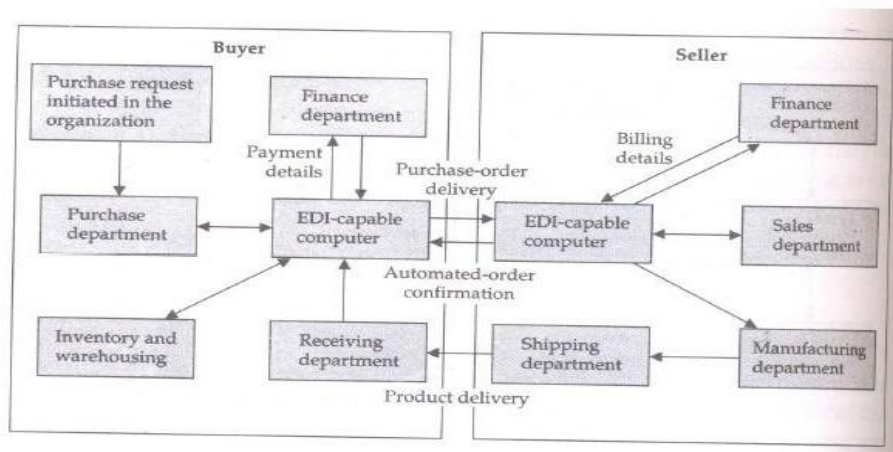 Buyer
Purchase request
initiated in the
organization
Finance
department
Payment
details
Purchase
department
EDI-capable
computer
Inventory and
warehousing
Receiving
department
Purchase-order
delivery
Automated-order
confirmation
Product delivery
Seller
Finance
department
Billing
details
EDI-capable
computer
Sales
department
Shipping
department
Manufacturing
department